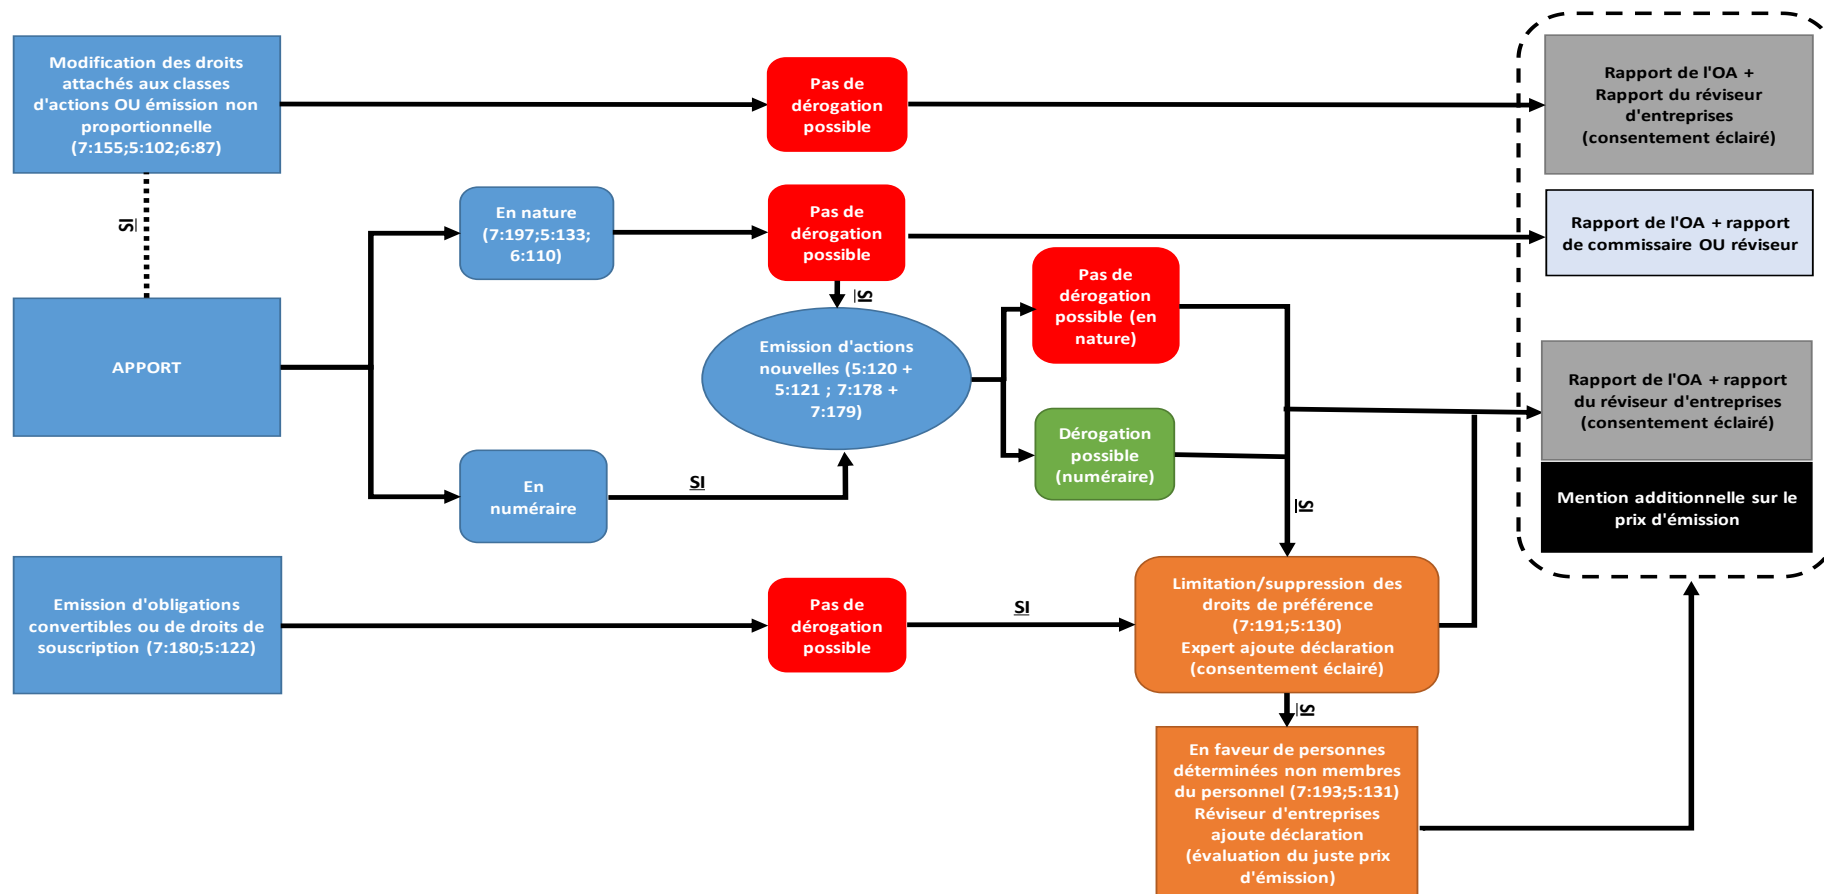 Modification des droits
attachés aux classes
d'actions OU émission non
proportionnelle
(7:155;5:102;6:87)
Pas de
dérogation
possible
Rapport de l'OA +
Rapport du réviseur
d'entreprises
(consentement éclairé)
SI
En nature
(7:197;5:133;
6:110)
Pas de
dérogation
possible
Rapport de l'OA + rapport
de commissaire OU réviseur
SI
APPORT
Emission d'actions
nouvelles (5:120 +
5:121 ; 7:178 +
7:179)
Pas de
dérogation
possible (en
nature)
Dérogation
possible
(numéraire)
Rapport de l'OA + rapport
du réviseur d'entreprises
(consentement éclairé)
Mention additionnelle sur le
prix d'émission
En
numéraire
SI
SI
Emission d'obligations
convertibles ou de droits de
souscription (7:180;5:122)
Pas de
dérogation
possible
SI
Limitation/suppression des
droits de préférence
(7:191;5:130)
Expert ajoute déclaration
(consentement éclairé)
SI
En faveur de personnes
déterminées non membres
du personnel (7:193;5:131)
Réviseur d'entreprises
ajoute déclaration
(évaluation du juste prix
d'émission)